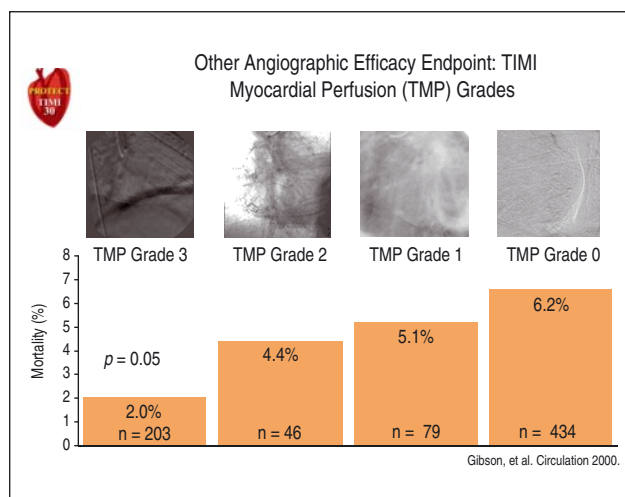 Other Angiographic Efficacy Endpoint: TIMI
Myocardial Perfusion (TMP) Grades
PROTECT
TIMI
30
TMP Grade 3
TMP Grade 2
TMP Grade 1
TMP Grade 0
Mortality (%)
8
7
6
5
4
3
2
1
0
p = 0.05
2.0%
n = 203
4.4%
n = 46
5.1%
n = 79
6.2%
n = 434
Gibson, et al. Circulation 2000.